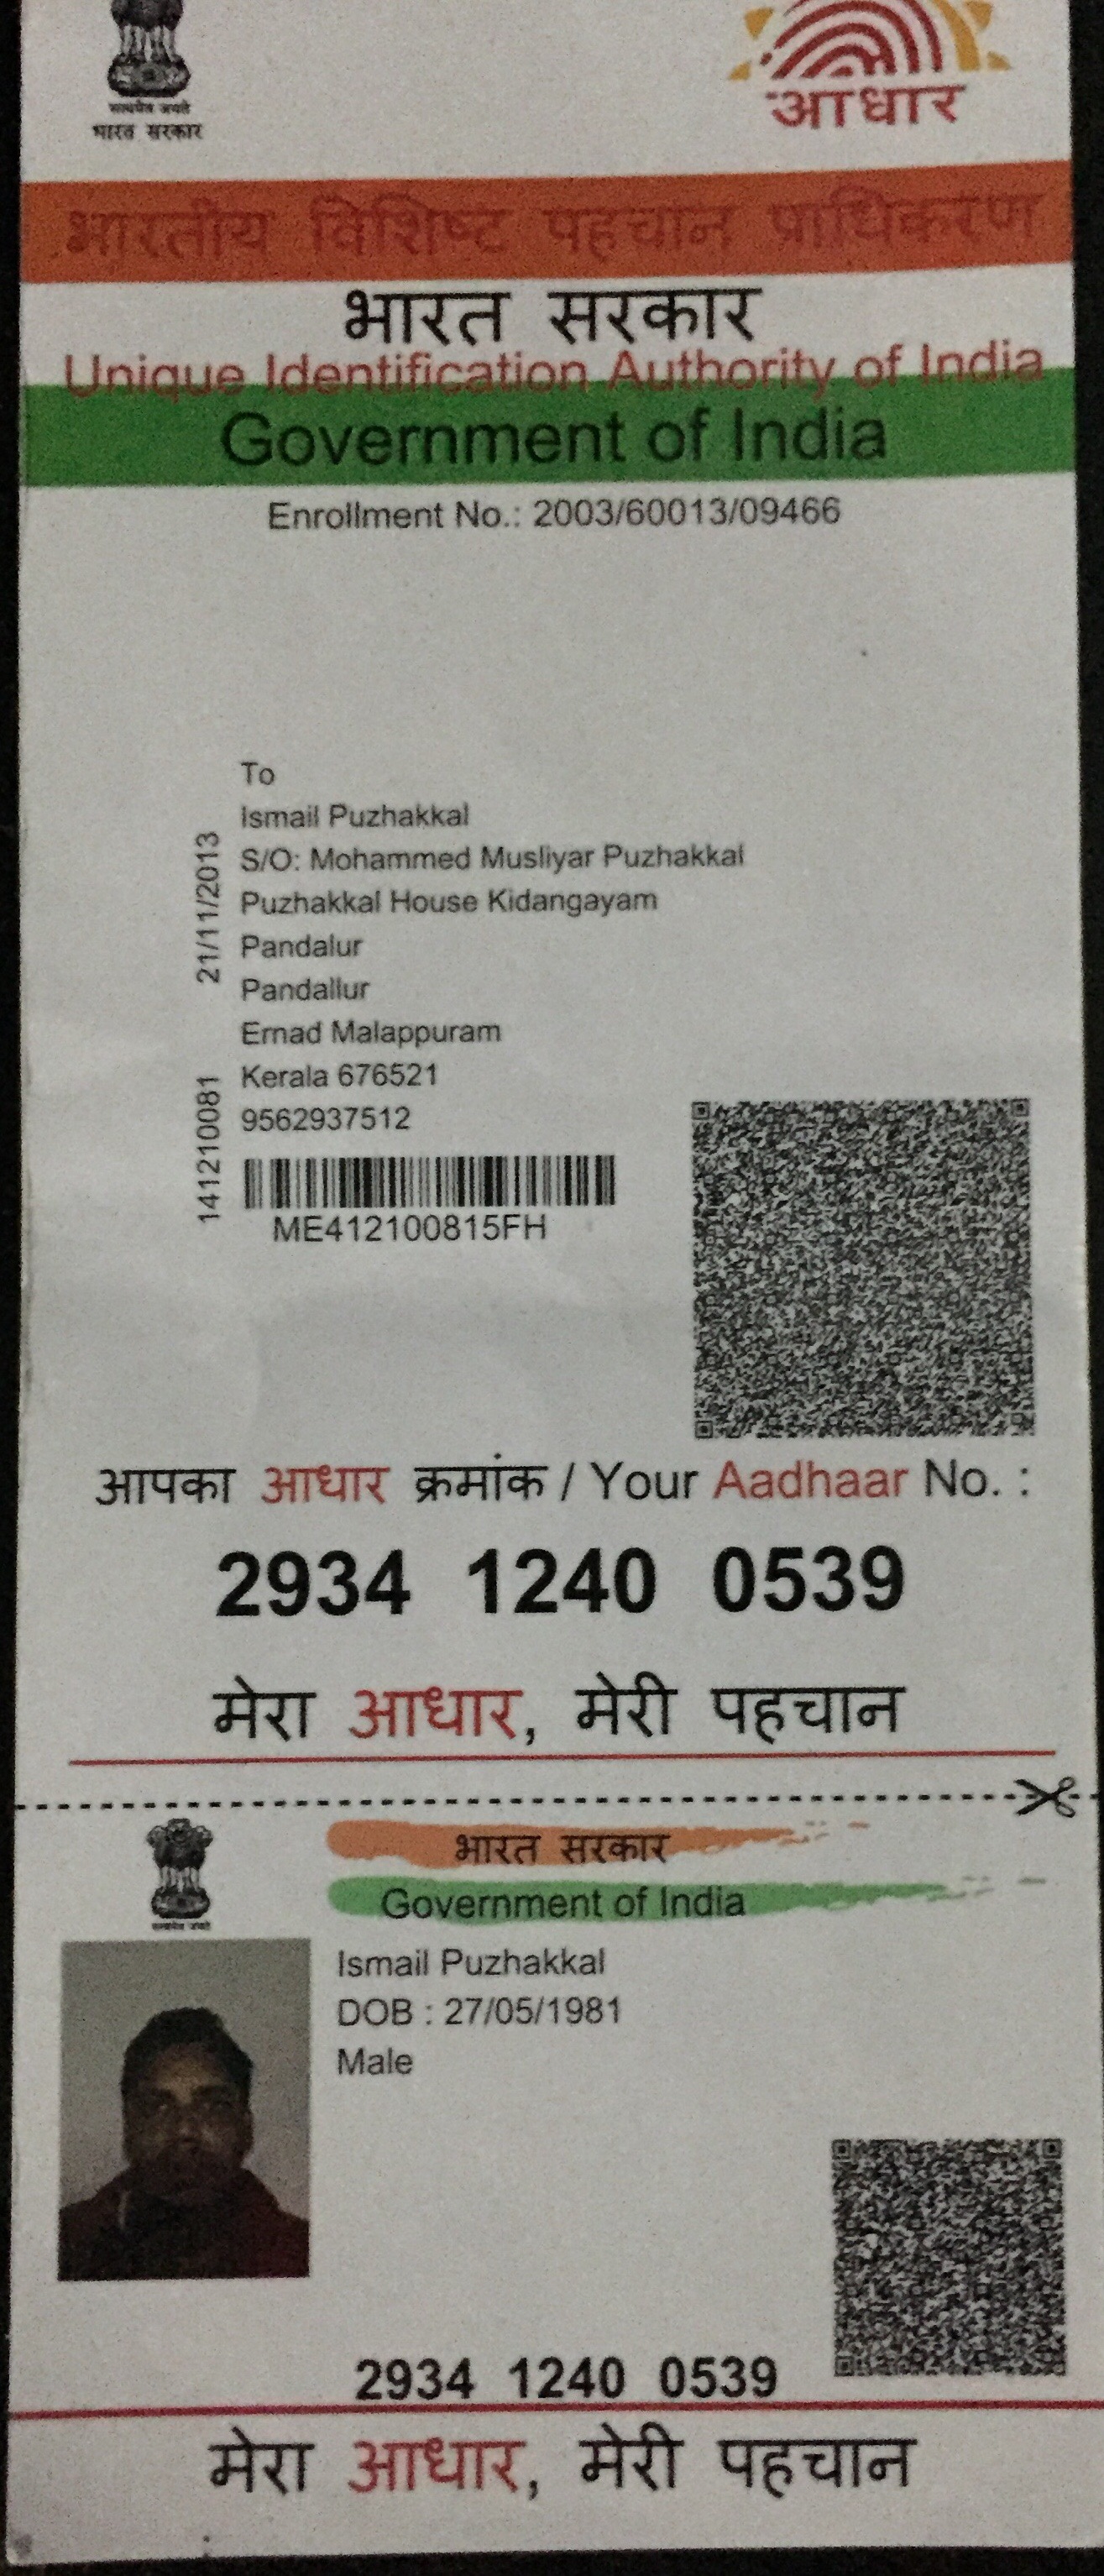 सत्यमेव जयते
भारत सरकार
आधार
भारतीय विशिष्ट पहचान प्राधिकरण
भारत सरकार
Unique Identification Authority of India
Government of India
Enrollment No.: 2003/60013/09466
To
Ismail Puzhakkal
S/O: Mohammed Musliyar Puzhakkal
Puzhakkal House Kidangayam
Pandalur
Pandallur
Ernad Malappuram
Kerala 676521
9562937512
21/11/2013
141210081
ME412100815FH
आपका आधार क्रमांक / Your Aadhaar No. :
2934 1240 0539
मेरा आधार, मेरी पहचान
भारत सरकार
Government of India
सत्यमेव जयते
Ismail Puzhakkal
DOB : 27/05/1981
Male
2934 1240 0539
मेरा आधार, मेरी पहचान